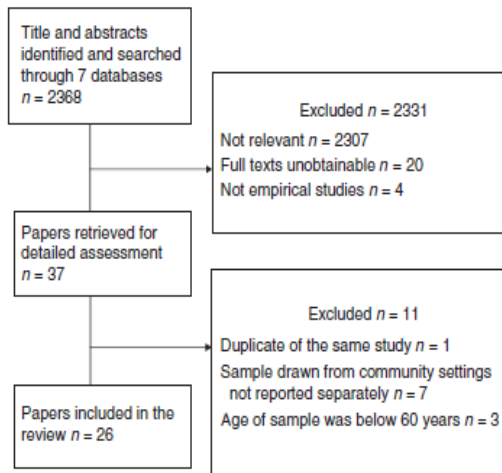 Title and abstracts
identified and searched
through 7 databases
n = 2368
Excluded n = 2331
Not relevant n = 2307
Full texts unobtainable n = 20
Not empirical studies n = 4
Papers retrieved for
detailed assessment
n = 37
Excluded n = 11
Duplicate of the same study n = 1
Sample drawn from community settings
not reported separately n = 7
Age of sample was below 60 years n = 3
Papers included in the
review n = 26